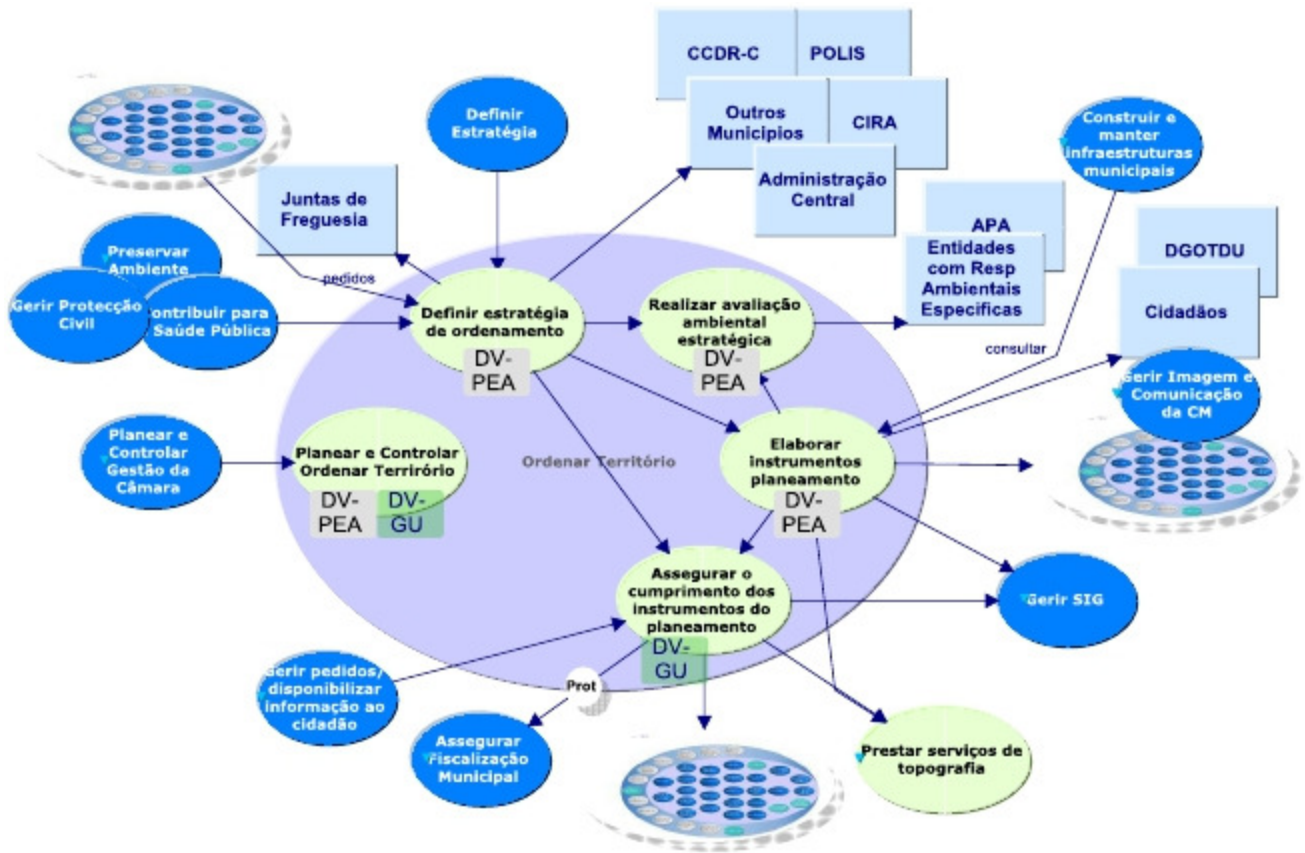 CCDR-C
POLIS
Definir
Estratégia
Outros
Municipios
CIRA
Construir e
manter
infraestruturas
municipais
Administração
Central
Juntas de
Freguesia
APA
Entidades
com Resp
Ambientais
Especificas
DGOTDU
Cidadãos
Preservar
Ambiente
Gerir Protecção
Civil
ontribuir para
Saúde Pública
pedidos
Definir estratégia
de ordenamento
DV-
PEA
Realizar avaliação
ambiental
estratégica
DV-
PEA
consultar
Gerir Imagem e
Comunicação
da CM
Planear e
Controlar
Gestão da
Câmara
Planear e Controlar
Ordenar Terrirório
DV-
PEA
DV-
GU
Ordenar Território
Elaborar
instrumentos
planeamento
DV-
PEA
Assegurar o
cumprimento dos
instrumentos do
planeamento
DV-
GU
Gerir SIG
Gerir pedidos/
disponibilizar
informação ao
cidadão
Prot
Assegurar
Fiscalização
Municipal
Prestar serviços de
topografia